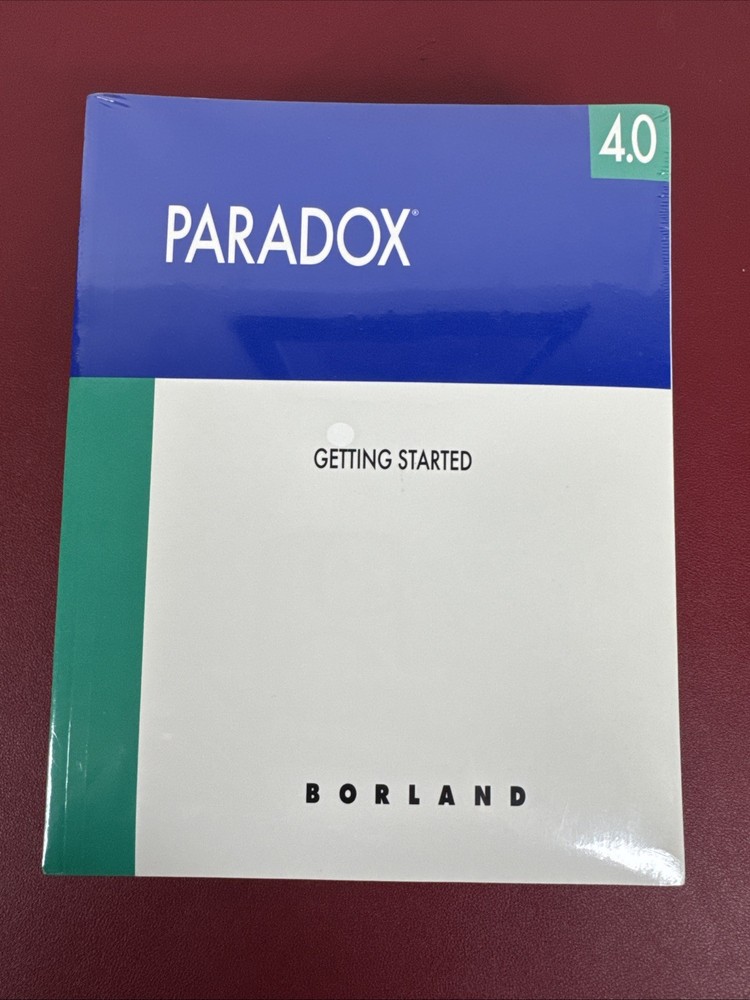 4.0
PARADOX®
GETTING STARTED
BORLAND